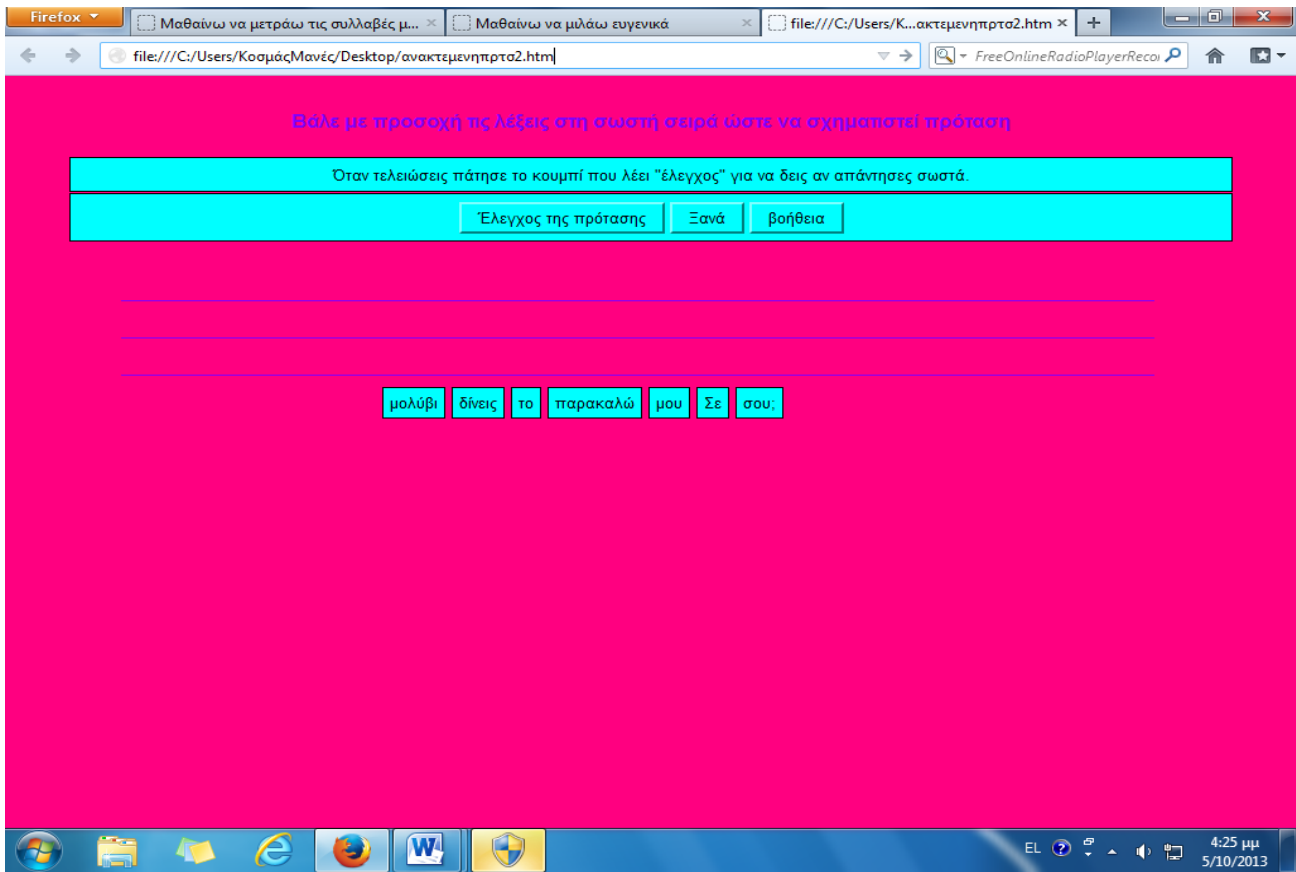 Firefox
Μαθαίνω να μετράω τις συλλαβές μ...
Μαθαίνω να μιλάω ευγενικά
file:///C:/Users/Κ...ακτεμενηπρτσ2.htm
file:///C:/Users/ΚοσμάςΜανές/Desktop/ανακτεμενηπρτσ2.htm
FreeOnlineRadioPlayerRecoi
Βάλε με προσοχή τις λέξεις στη σωστή σειρά ώστε να σχηματιστεί πρόταση
Όταν τελειώσεις πάτησε το κουμπί που λέει "έλεγχος" για να δεις αν απάντησες σωστά.
Έλεγχος της πρότασης Ξανά βοήθεια
μολύβι δίνεις το παρακαλώ μου Σε σου;
EL
4:25 μμ
5/10/2013